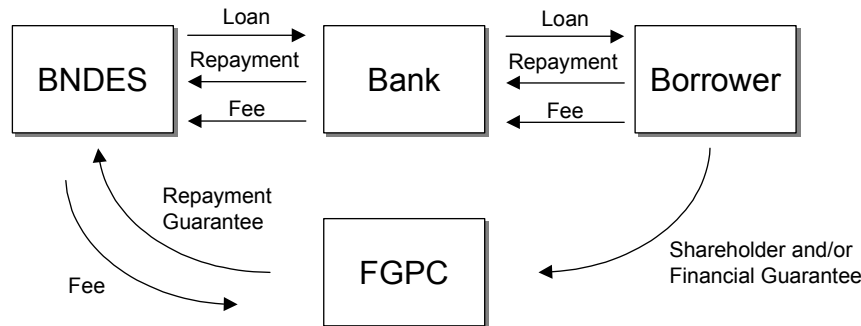 Loan
Loan
BNDES
Repayment
Bank
Repayment
Borrower
Fee
Fee
Repayment
Guarantee
FGPC
Shareholder and/or
Financial Guarantee
Fee